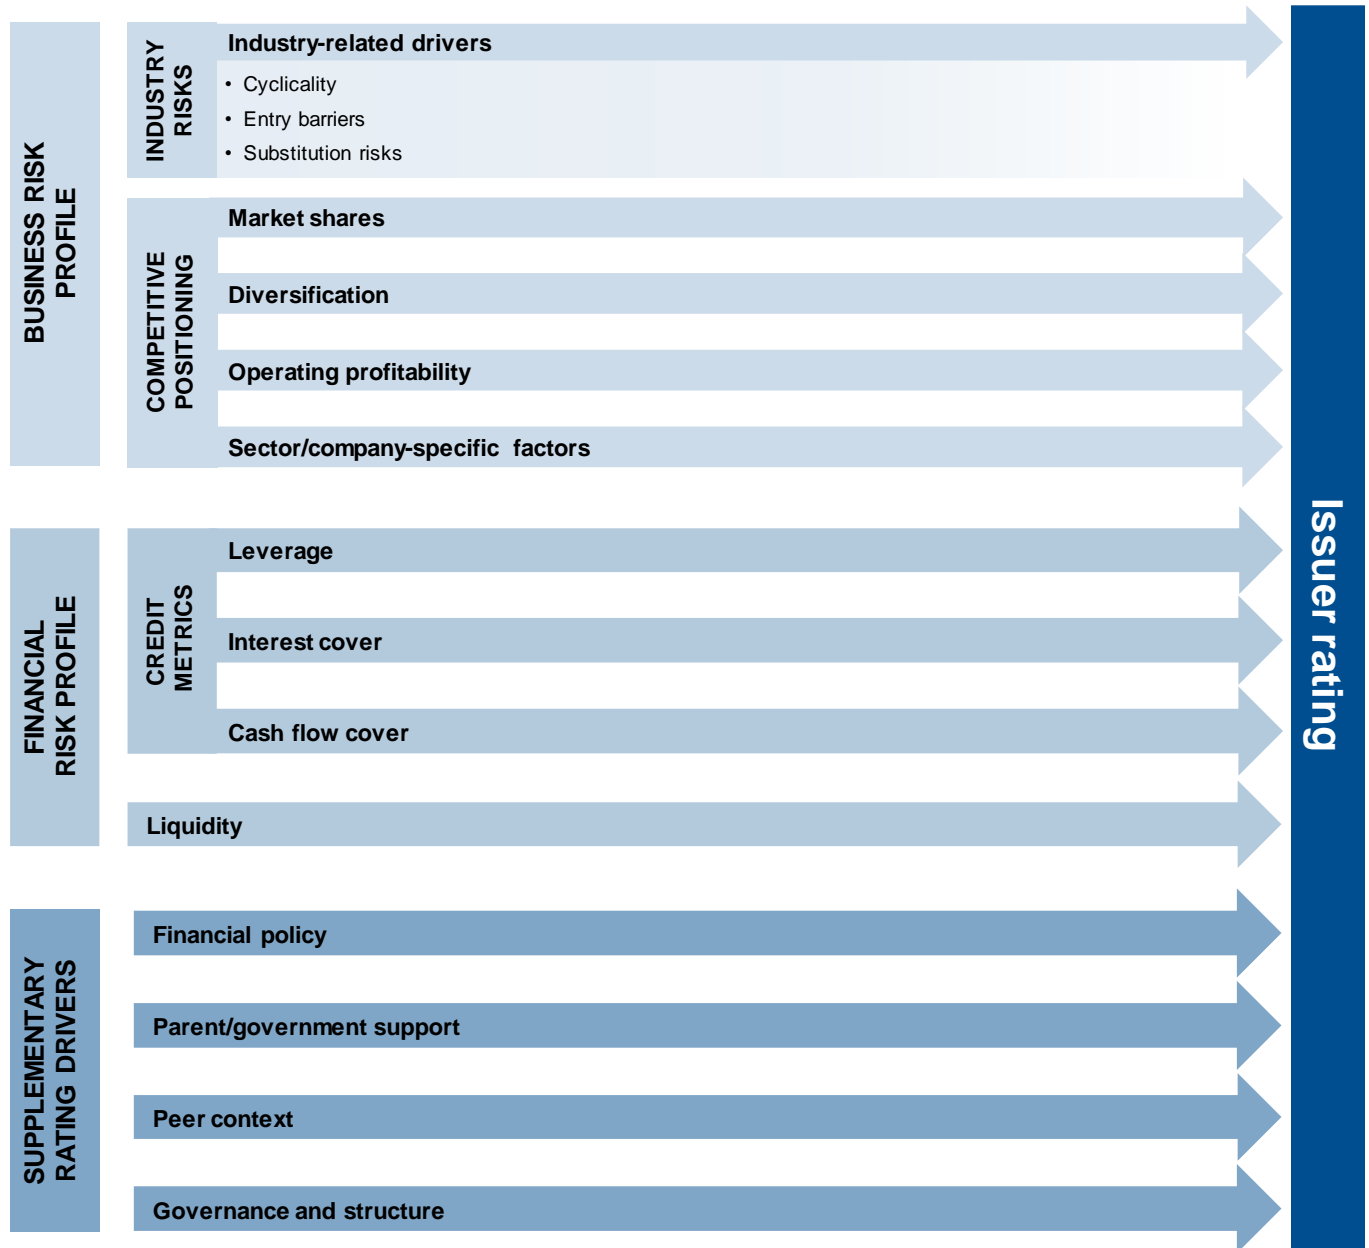 BUSINESS RISK
PROFILE
INDUSTRY
RISKS
Industry-related drivers
• Cyclicality
• Entry barriers
• Substitution risks
COMPETITIVE
POSITIONING
Market shares
Diversification
Operating profitability
Sector/company-specific factors
FINANCIAL
RISK PROFILE
CREDIT
METRICS
Leverage
Interest cover
Cash flow cover
Liquidity
SUPPLEMENTARY
RATING DRIVERS
Financial policy
Parent/government support
Peer context
Governance and structure
Issuer rating